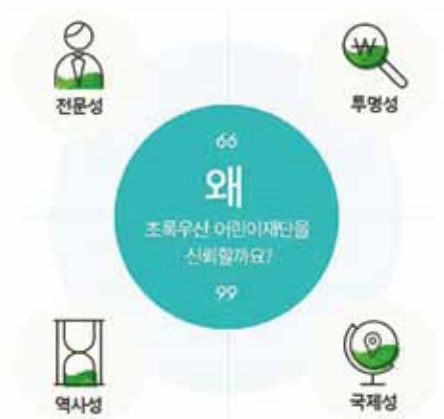 전문성
투명성
66
왜
초록우산 어린이재단을
신뢰할까요?
99
역사성
국제성